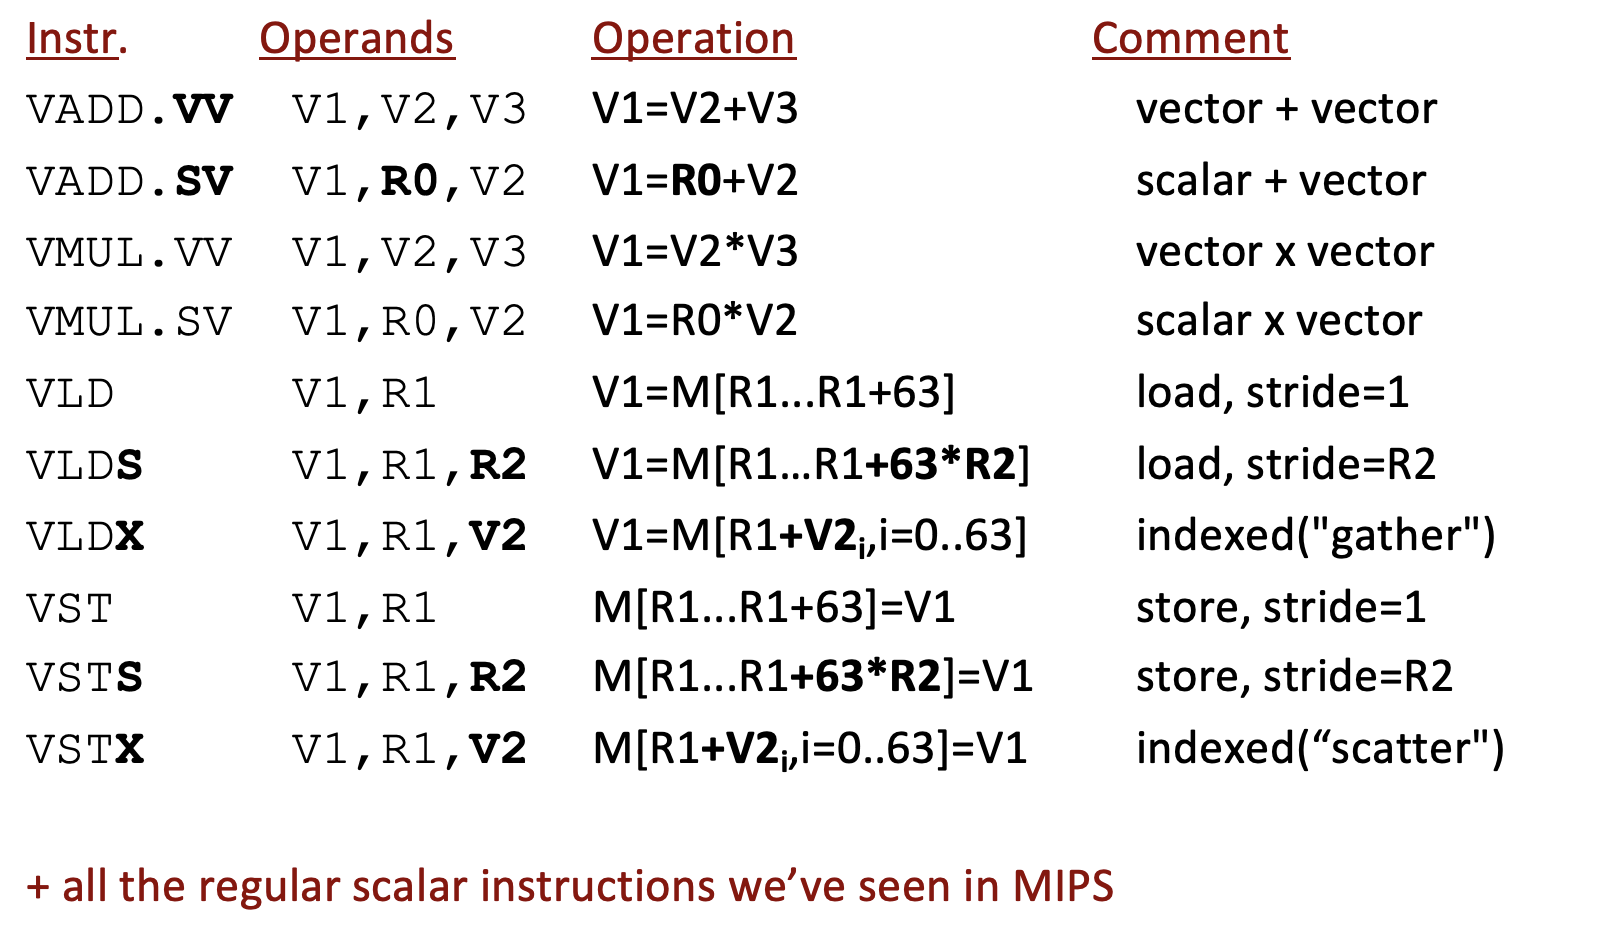 Instr. Operands Operation Comment
VADD.VV V1,V2,V3 V1=V2+V3 vector + vector
VADD.SV V1,R0,V2 V1=R0+V2 scalar + vector
VMUL.VV V1,V2,V3 V1=V2*V3 vector x vector
VMUL.SV V1,R0,V2 V1=R0*V2 scalar x vector
VLD V1,R1 V1=M[R1...R1+63] load, stride=1
VLDS V1,R1,R2 V1=M[R1…R1+63*R2] load, stride=R2
VLDX V1,R1,V2 V1=M[R1+V2i,i=0..63] indexed("gather")
VST V1,R1 M[R1...R1+63]=V1 store, stride=1
VSTS V1,R1,R2 M[R1...R1+63*R2]=V1 store, stride=R2
VSTX V1,R1,V2 M[R1+V2i,i=0..63]=V1 indexed(“scatter")
+ all the regular scalar instructions we’ve seen in MIPS